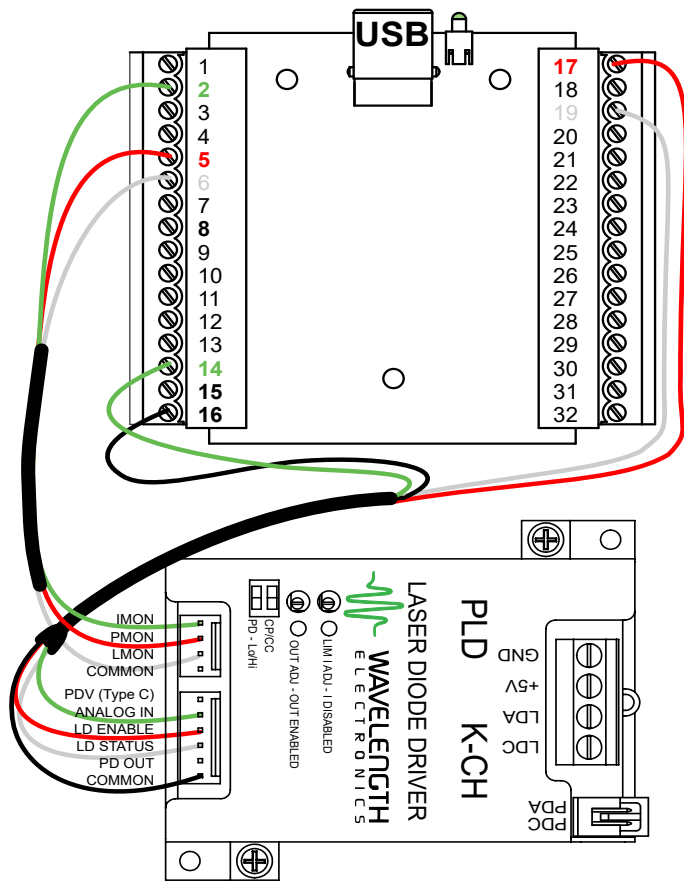 USB
1
2
3
4
5
6
7
8
9
10
11
12
13
14
15
16
17
18
19
20
21
22
23
24
25
26
27
28
29
30
31
32
IMON
PMON
LMON
COMMON
PDV (Type C)
ANALOG IN
LD ENABLE
LD STATUS
PD OUT
COMMON
CP/CC
PD - Lo/Hi
LIM I ADJ - I DISABLED
OUT ADJ - OUT ENABLED
WAVELENGTH
ELECTRONICS
LASER DIODE DRIVER
PLD K-CH
GND
+5V
LDA
LDC
PDC
PDA